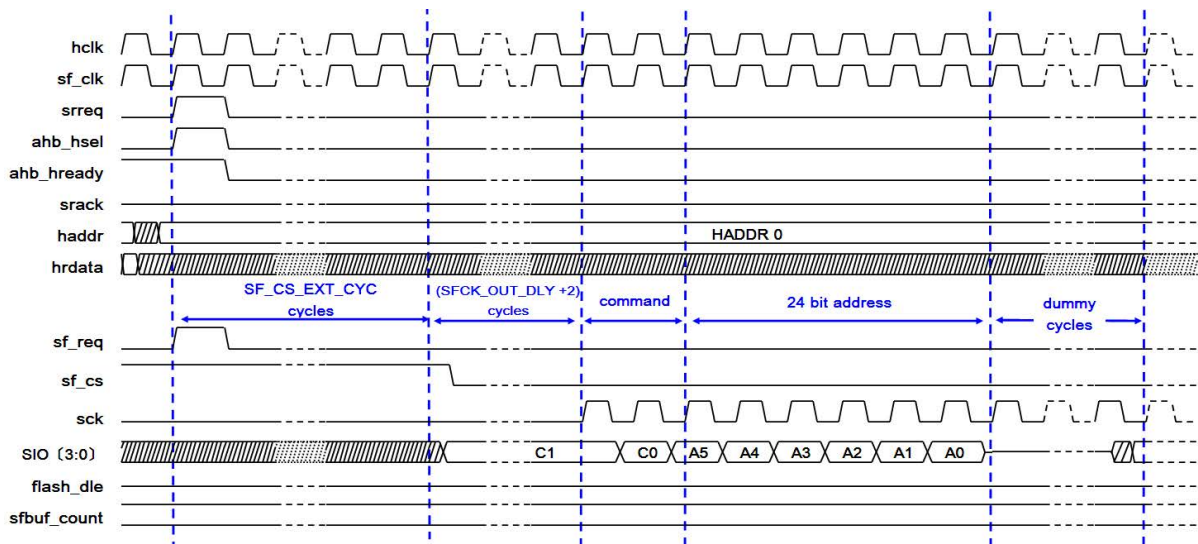 hclk
sf_clk
srreq
ahb_hsel
ahb_hready
srack
haddr
HADDR 0
hrdata
SF_CS_EXT_CYC
cycles
(SFCK_OUT_DLY +2)
cycles
command
24 bit address
dummy
cycles
sf_req
sf_cs
sck
SIO〔3:0〕
C1
C0
A5
A4
A3
A2
A1
A0
flash_dle
sfbuf_count